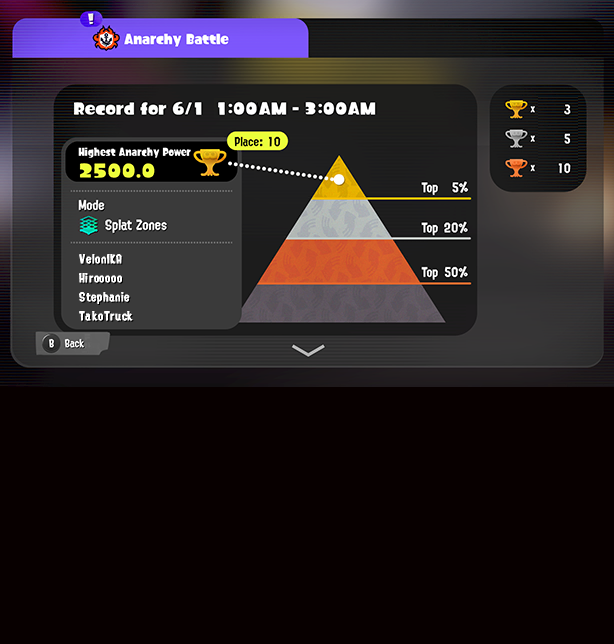 !
Anarchy Battle
Record for 6/1 1:00AM - 3:00AM
Highest Anarchy Power
2500.0
Place: 10
Mode
Splat Zones
VelonIKA
Hirooooo
Stephanie
TakoTruck
Top 5%
Top 20%
Top 50%
x 3
x 5
x 10
B Back